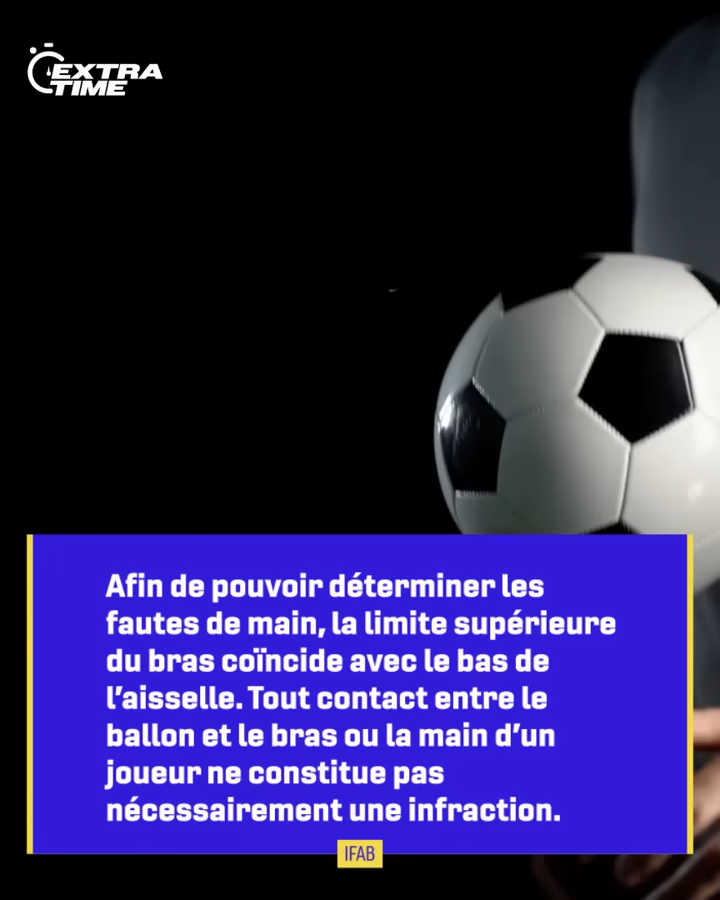 EXTRA
TIME
Afin de pouvoir déterminer les
fautes de main, la limite supérieure
du bras coïncide avec le bas de
l’aisselle. Tout contact entre le
ballon et le bras ou la main d’un
joueur ne constitue pas
nécessairement une infraction.
IFAB